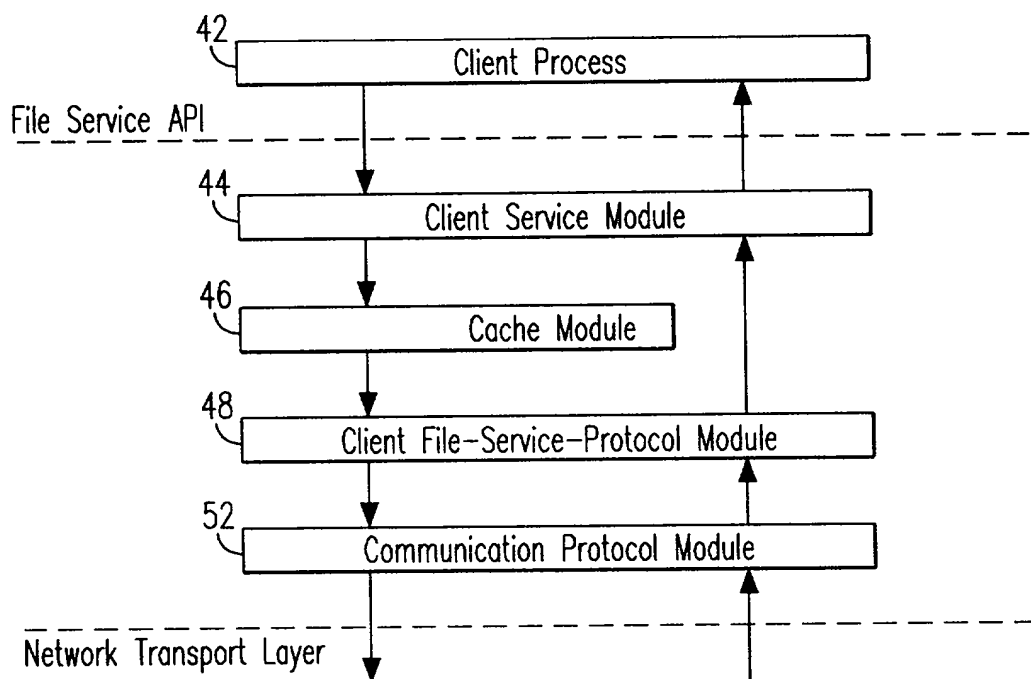 42
Client Process
File Service API
44
Client Service Module
46
Cache Module
48
Client File-Service-Protocol Module
52
Communication Protocol Module
Network Transport Layer